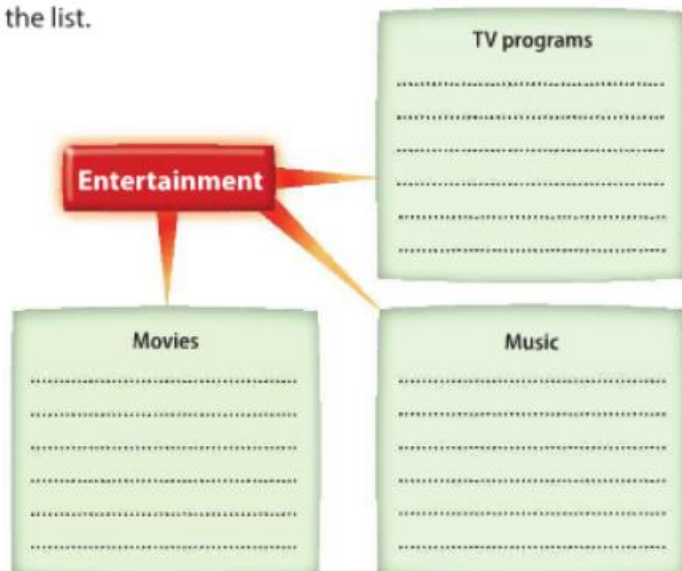 the list.
TV programs
Entertainment
Movies
Music